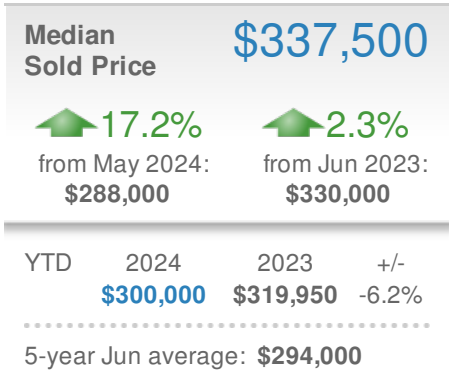 Median
Sold Price
$337,500
17.2%
from May 2024:
$288,000
2.3%
from Jun 2023:
$330,000
YTD 2024 2023 +/-
$300,000 $319,950 -6.2%
5-year Jun average: $294,000